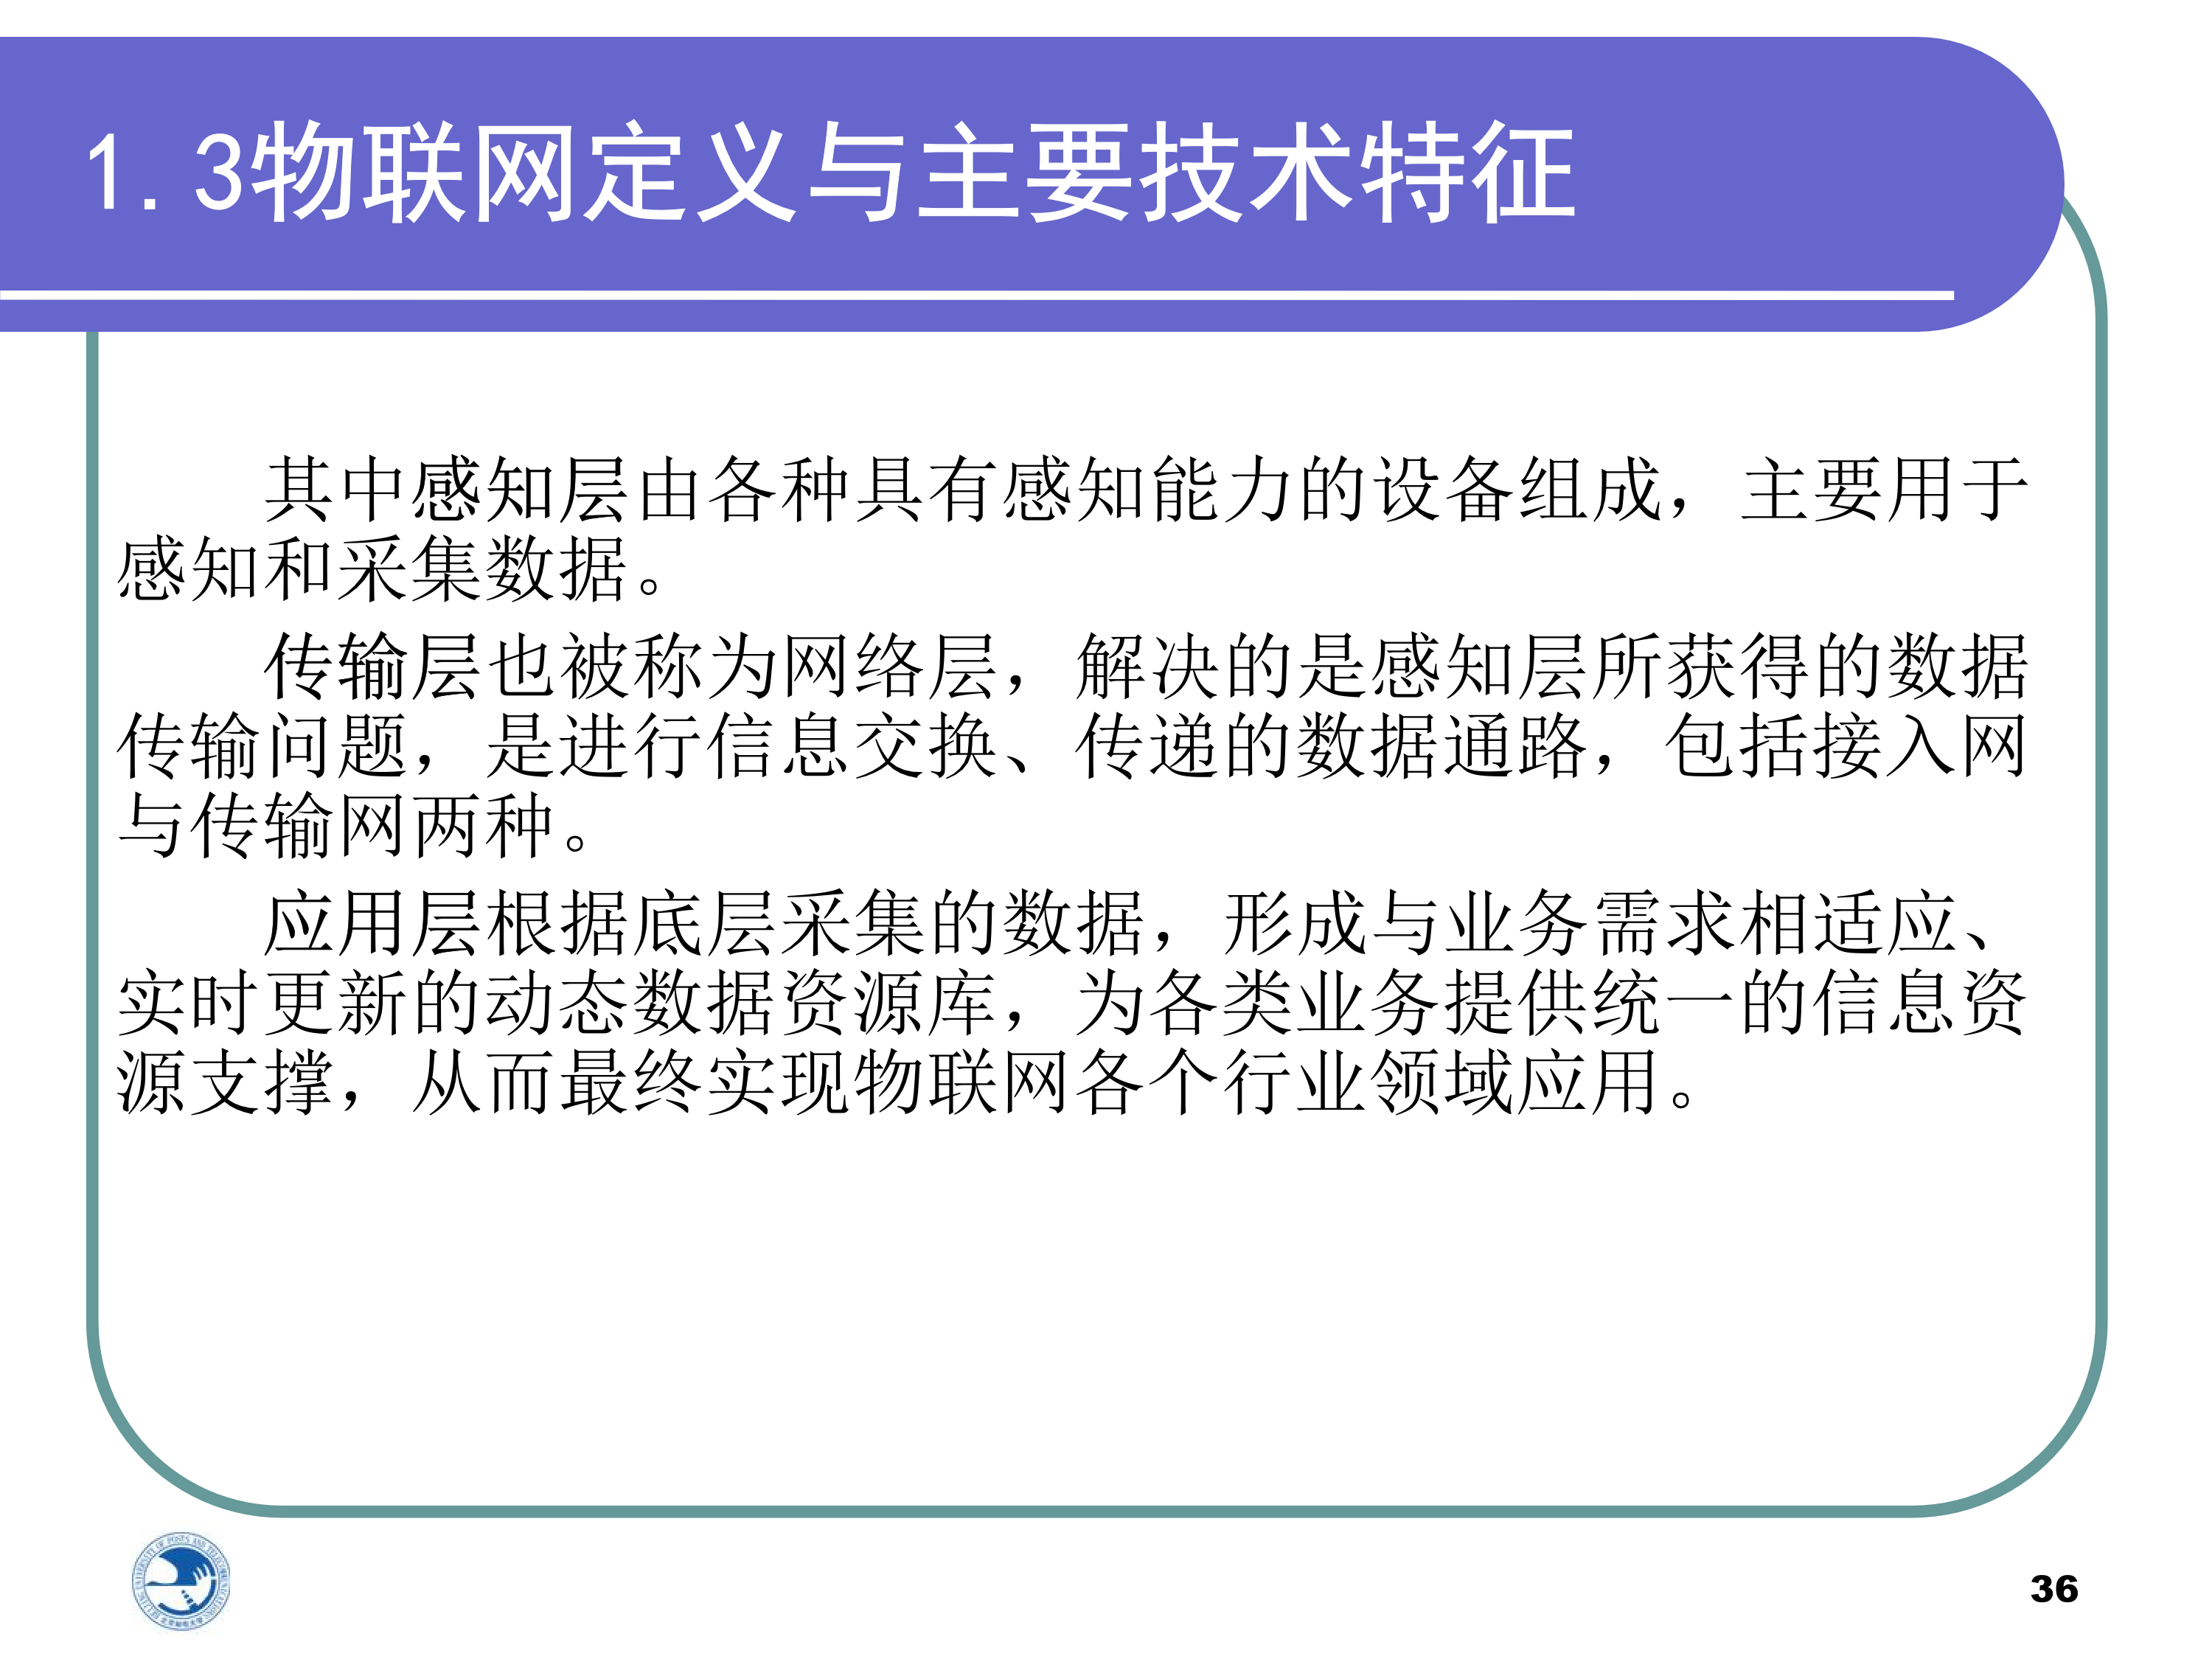 1.3物联网定义与主要技术特征
其中感知层由各种具有感知能力的设备组成，主要用于
感知和采集数据。
传输层也被称为网络层，解决的是感知层所获得的数据
传输问题，是进行信息交换、传递的数据通路，包括接入网
与传输网两种。
应用层根据底层采集的数据，形成与业务需求相适应、
实时更新的动态数据资源库，为各类业务提供统一的信息资
源支撑，从而最终实现物联网各个行业领域应用。
36